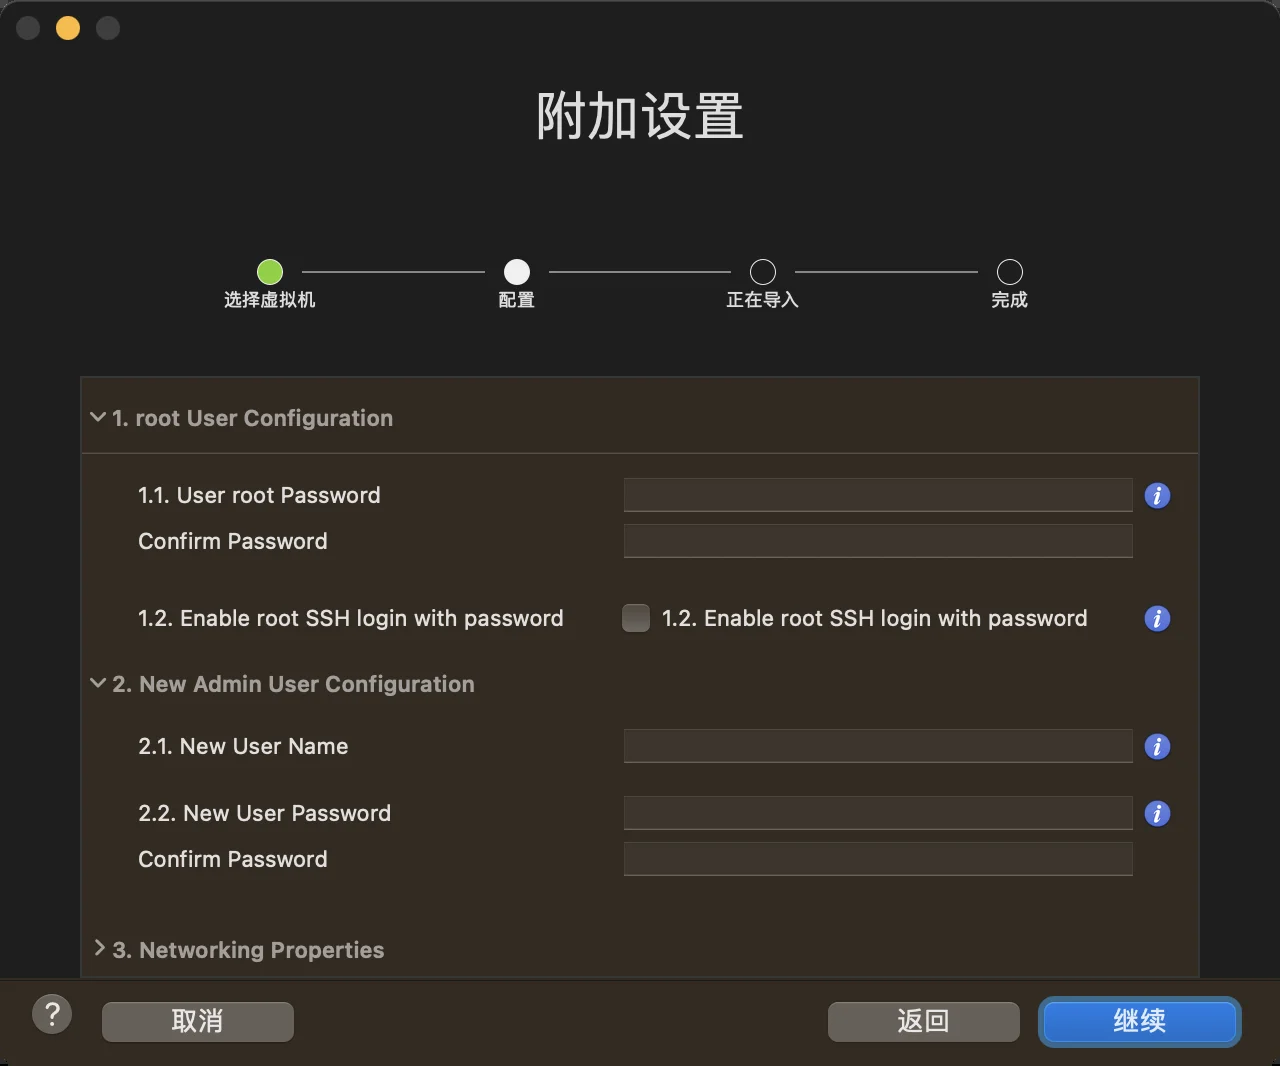 附加设置
选择虚拟机
配置
正在导入
完成
1. root User Configuration
1.1. User root Password
Confirm Password
1.2. Enable root SSH login with password
1.2. Enable root SSH login with password
2. New Admin User Configuration
2.1. New User Name
2.2. New User Password
Confirm Password
3. Networking Properties
?
取消
返回
继续